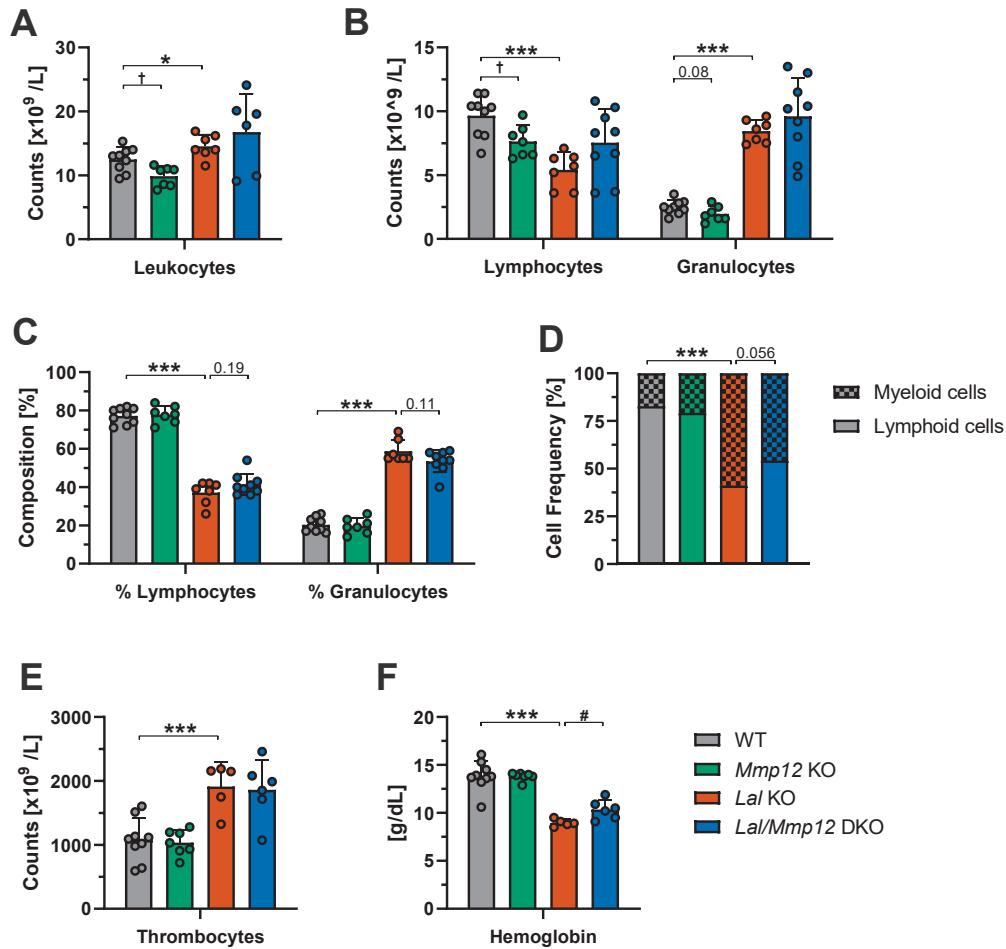 A
Counts [x10⁹ /L]
30
20
10
0
*
†
Leukocytes
B
Counts [x10^9 /L]
15
10
5
0
***
†
***
0.08
Lymphocytes
Granulocytes
C
Composition [%]
100
80
60
40
20
0
***
0.19
***
0.11
% Lymphocytes
% Granulocytes
D
Cell Frequency [%]
100
75
50
25
0
***
0.056
Myeloid cells
Lymphoid cells
E
Counts [x10⁹ /L]
3000
2000
1000
0
***
Thrombocytes
F
[g/dL]
20
15
10
5
0
***
#
Hemoglobin
WT
Mmp12 KO
Lal KO
Lal/Mmp12 DKO